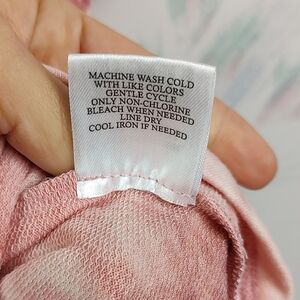 MACHINE WASH COLD
WITH LIKE COLORS
GENTLE CYCLE
ONLY NON-CHLORINE
BLEACH WHEN NEEDED
LINE DRY
COOL IRON IF NEEDED